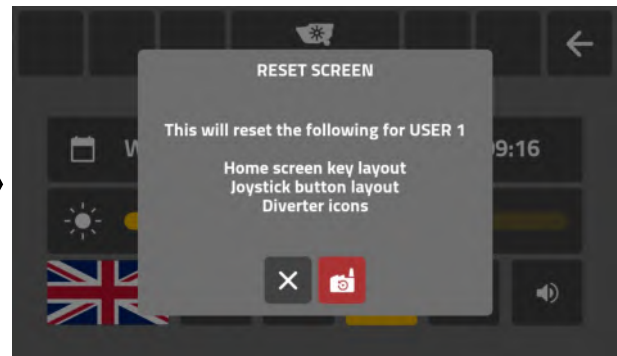 RESET SCREEN
This will reset the following for USER 1
W
9:16
Home screen key layout
Joystick button layout
Diverter icons